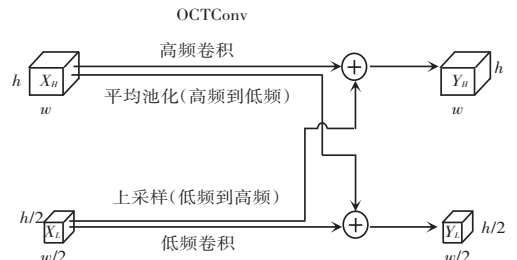 OCTConv
高频卷积
h X_H Y_H h
w 平均池化(高频到低频) w
上采样(低频到高频)
h/2 X_L Y_L h/2
低频卷积
w/2 w/2